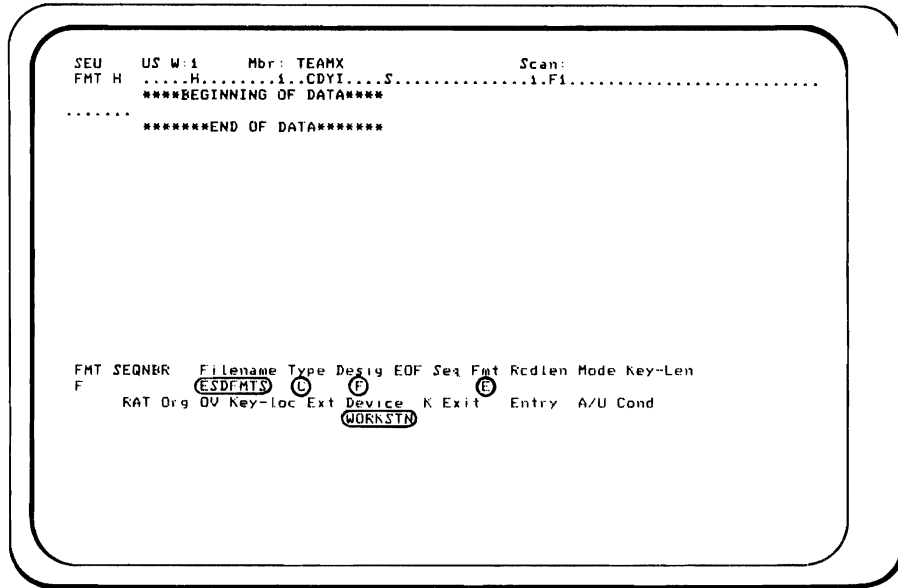 SEU US W:1 Mbr: TEAMX Scan:
FMT H .....H........1..CDYI....S..............1.F1..........................
****BEGINNING OF DATA****
.......
*******END OF DATA*******
FMT SEQNBR Filename Type Desig EOF Seq Fmt Rcdlen Mode Key-Len
F ESDFMTS C F E
RAT Org OV Key-loc Ext Device K Exit Entry A/U Cond
WORKSTN